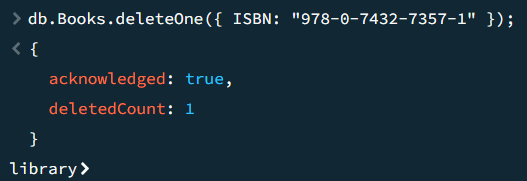 > db.Books.deleteOne({ ISBN: "978-0-7432-7357-1" });
< {
acknowledged: true,
deletedCount: 1
}
library>